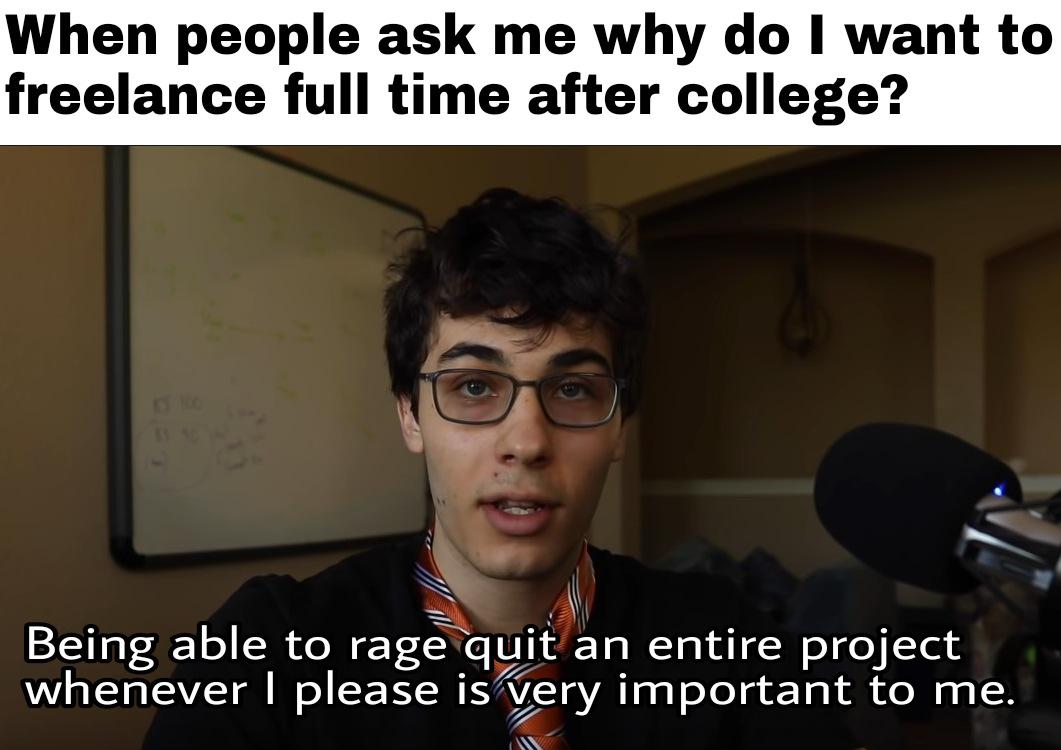 When people ask me why do I want to
freelance full time after college?
Being able to rage quit an entire project
whenever I please is very important to me.